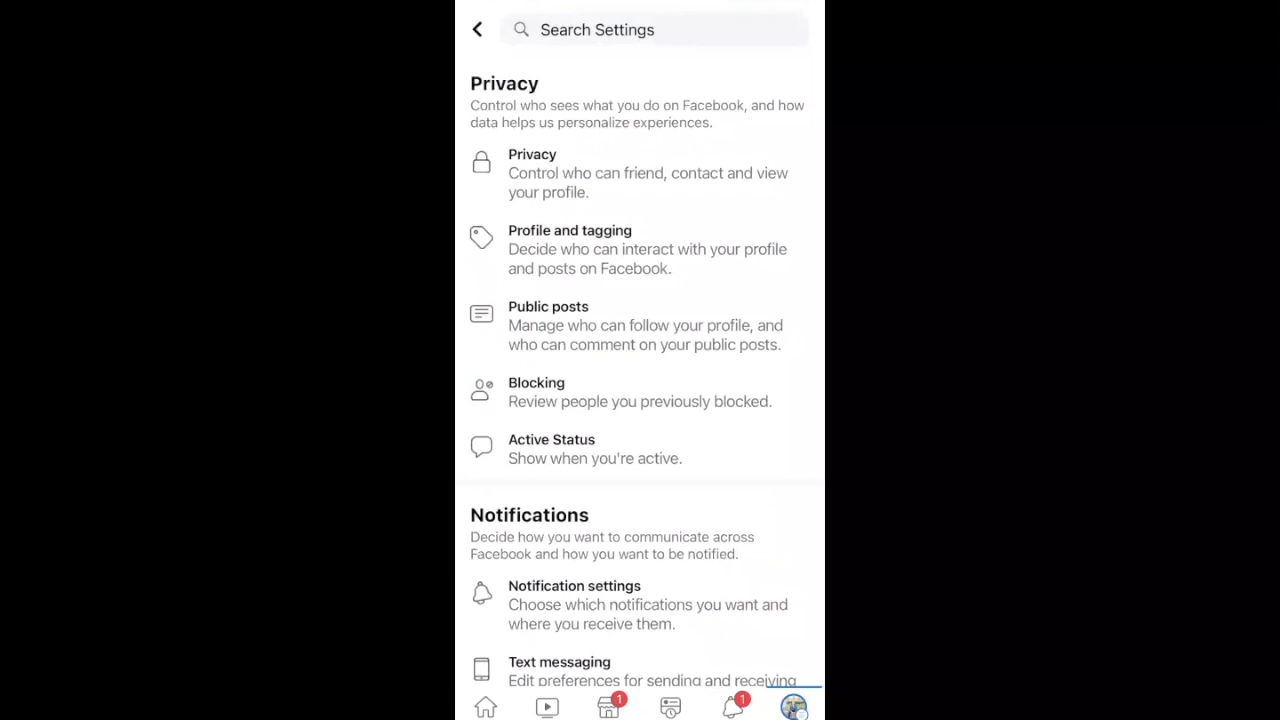 Search Settings
Privacy
Control who sees what you do on Facebook, and how
data helps us personalize experiences.
Privacy
Control who can friend, contact and view
your profile.
Profile and tagging
Decide who can interact with your profile
and posts on Facebook.
Public posts
Manage who can follow your profile, and
who can comment on your public posts.
Blocking
Review people you previously blocked.
Active Status
Show when you're active.
Notifications
Decide how you want to communicate across
Facebook and how you want to be notified.
Notification settings
Choose which notifications you want and
where you receive them.
Text messaging
Edit preferences for sending and receiving
1 1